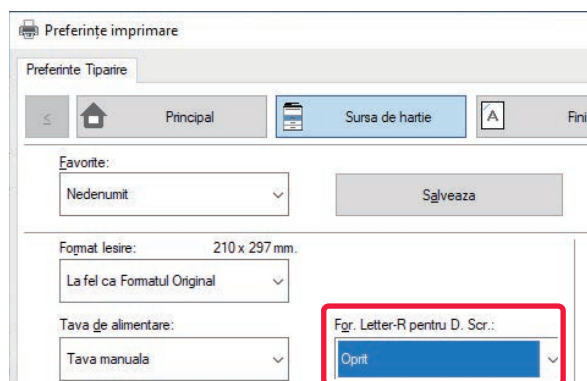 Preferințe imprimare
Preferinte Tiparire
≤ Principal Sursa de hartie A Fini
Favorite:
Nedenumit Salveaza
Format Iesire: 210 x 297 mm.
La fel ca Formatul Original
Tava de alimentare: For. Letter-R pentru D. Scr.:
Tava manuala Oprit